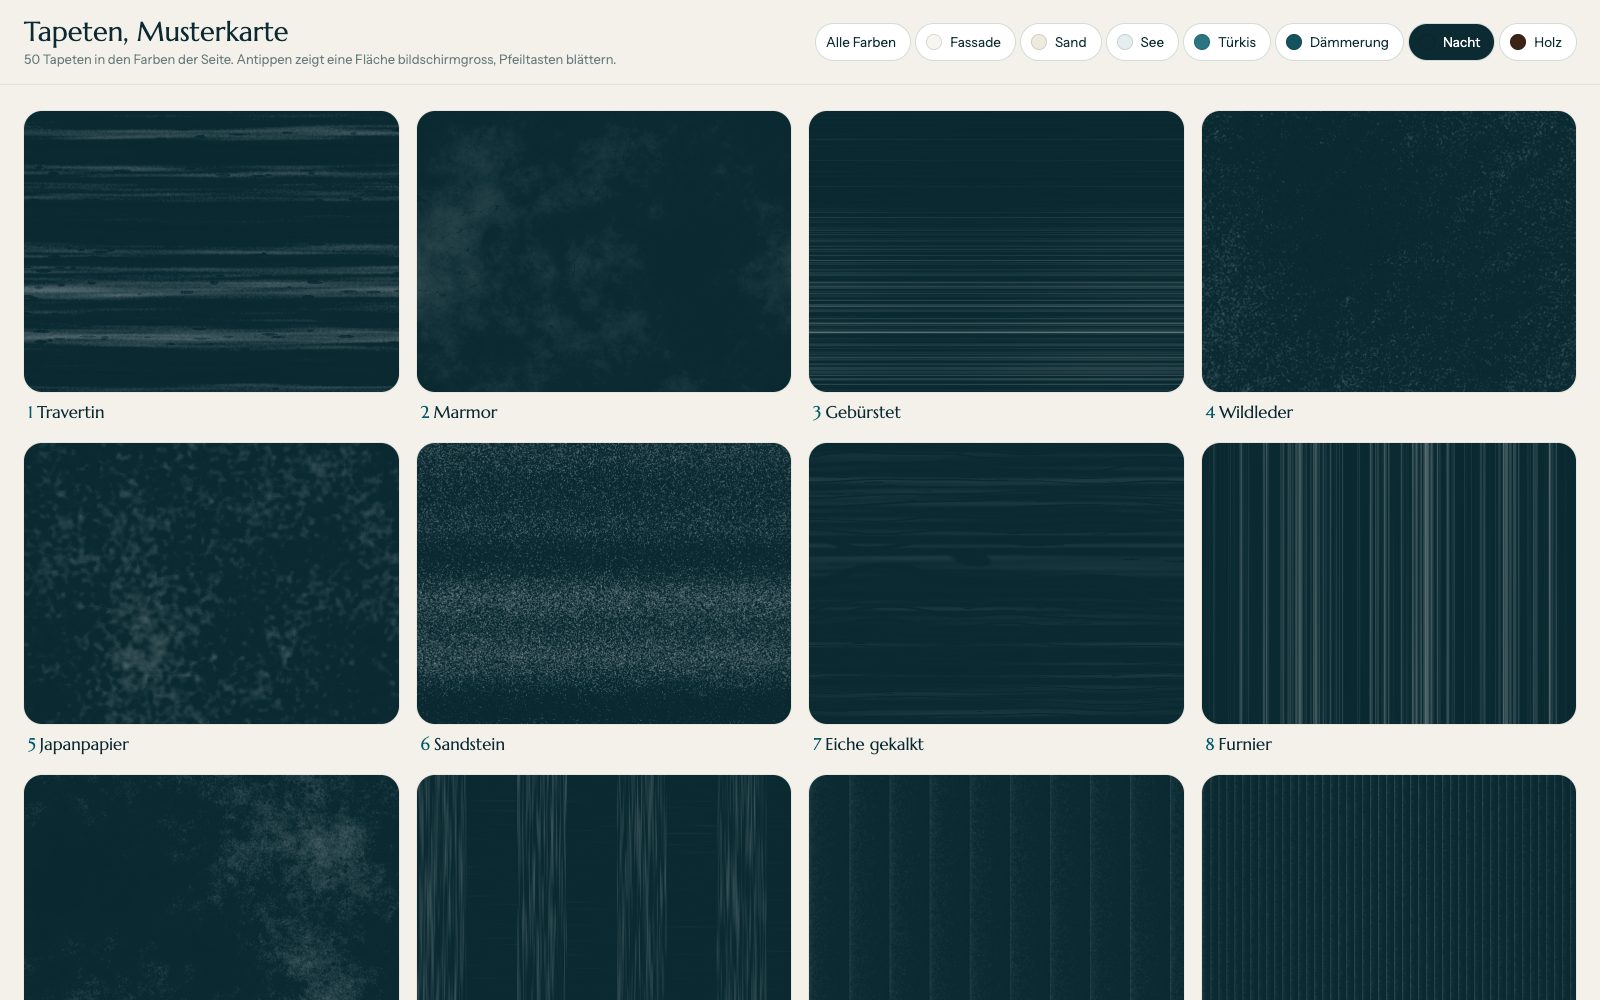 Tapeten, Musterkarte
50 Tapeten in den Farben der Seite. Antippen zeigt eine Fläche bildschirmgross, Pfeiltasten blättern.
Alle Farben
Fassade
Sand
See
Türkis
Dämmerung
Nacht
Holz
1 Travertin
2 Marmor
3 Gebürstet
4 Wildleder
5 Japanpapier
6 Sandstein
7 Eiche gekalkt
8 Furnier